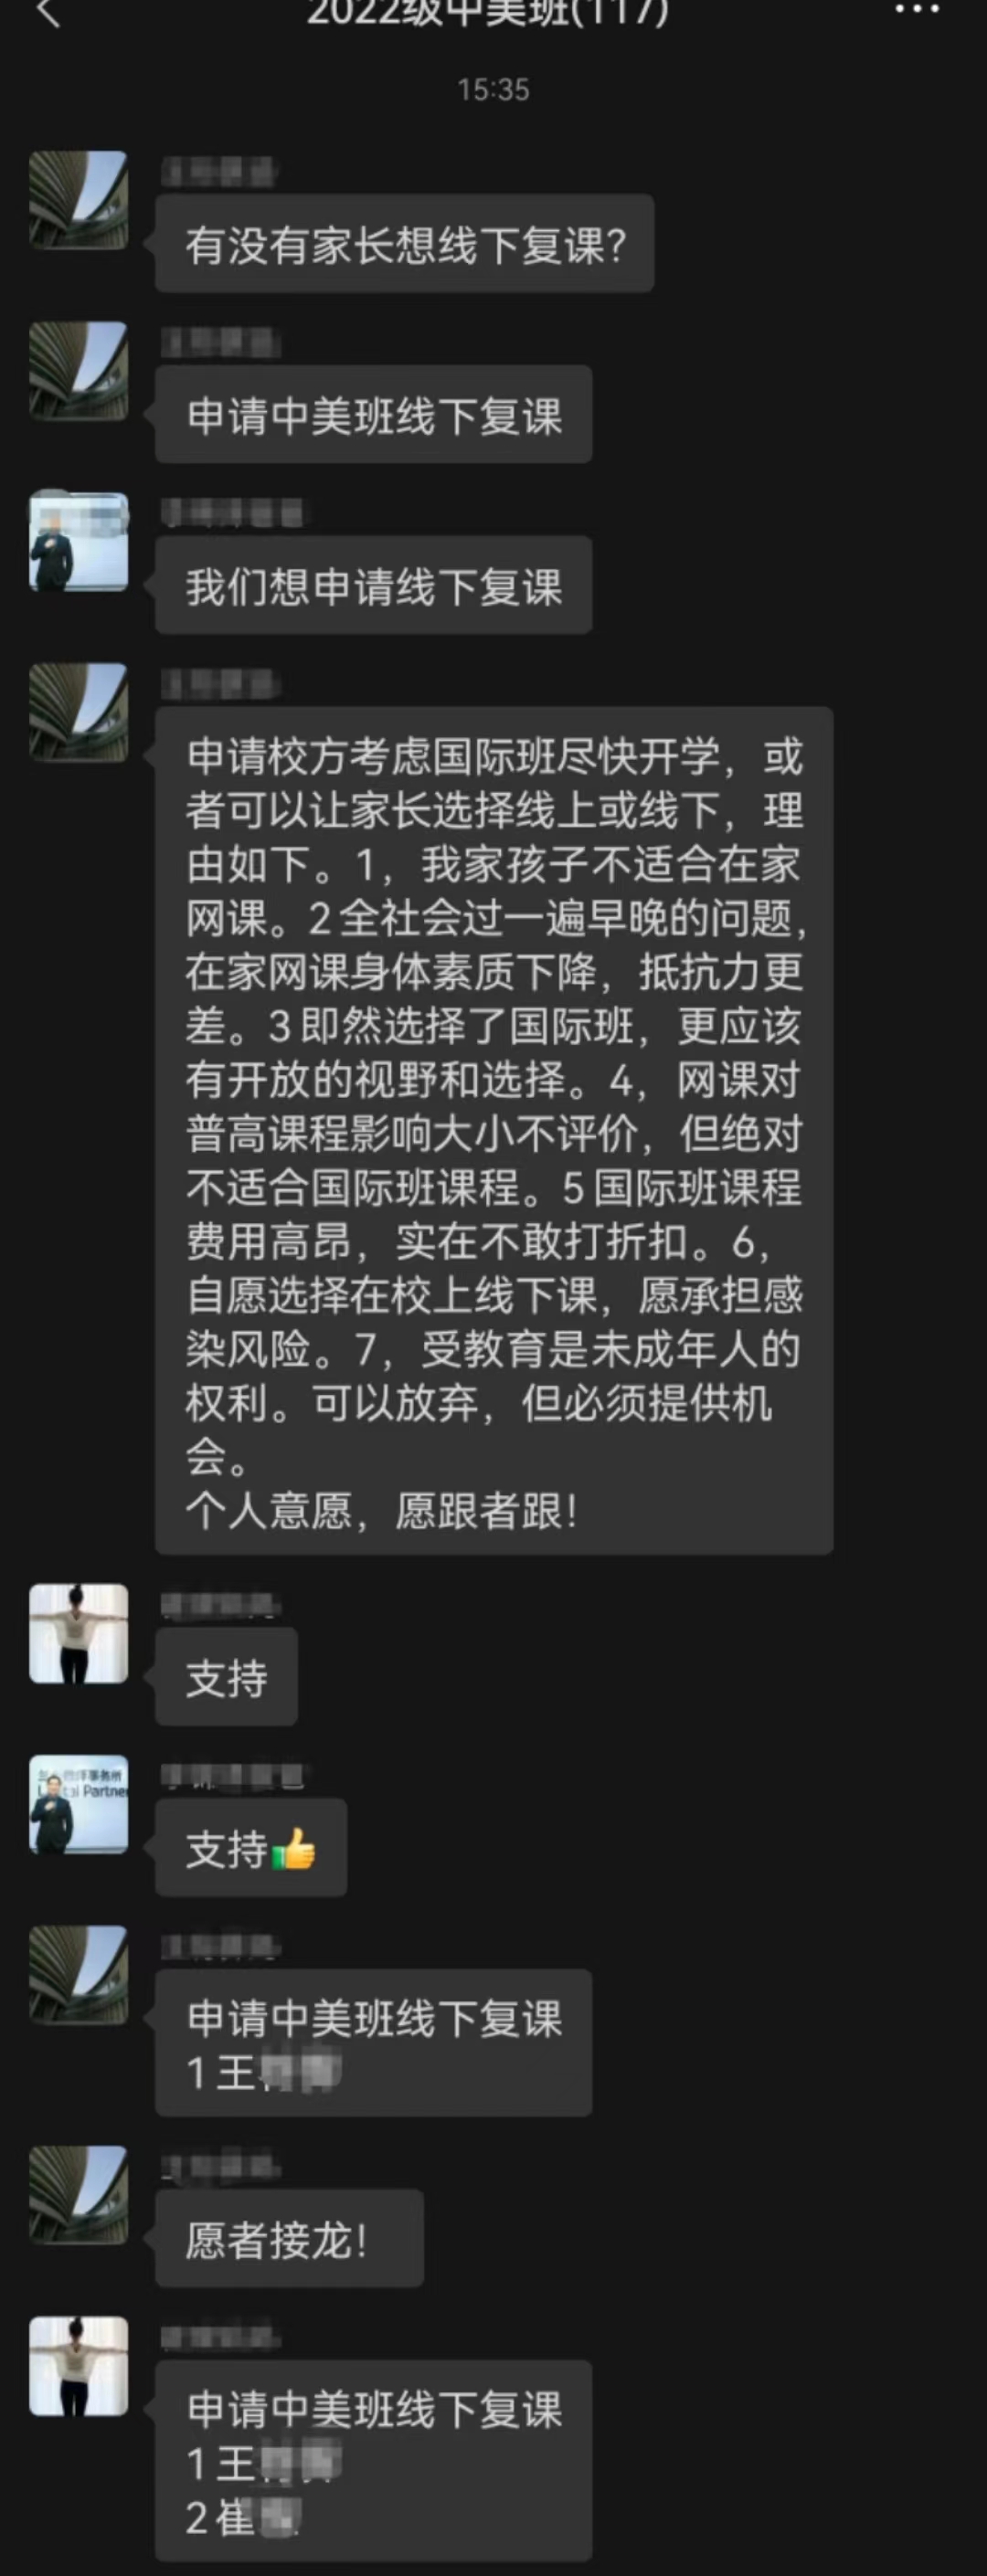 2022级中美班(117)
15:35
有没有家长想线下复课?
申请中美班线下复课
我们想申请线下复课
申请校方考虑国际班尽快开学，或
者可以让家长选择线上或线下，理
由如下。1，我家孩子不适合在家
网课。2全社会过一遍早晚的问题，
在家网课身体素质下降，抵抗力更
差。3即然选择了国际班，更应该
有开放的视野和选择。4，网课对
普高课程影响大小不评价，但绝对
不适合国际班课程。5国际班课程
费用高昂，实在不敢打折扣。6，
自愿选择在校上线下课，愿承担感
染风险。7，受教育是未成年人的
权利。可以放弃，但必须提供机
会。
个人意愿，愿跟者跟！
支持
Partner
支持👍
申请中美班线下复课
1王
愿者接龙！
申请中美班线下复课
1王
2崔